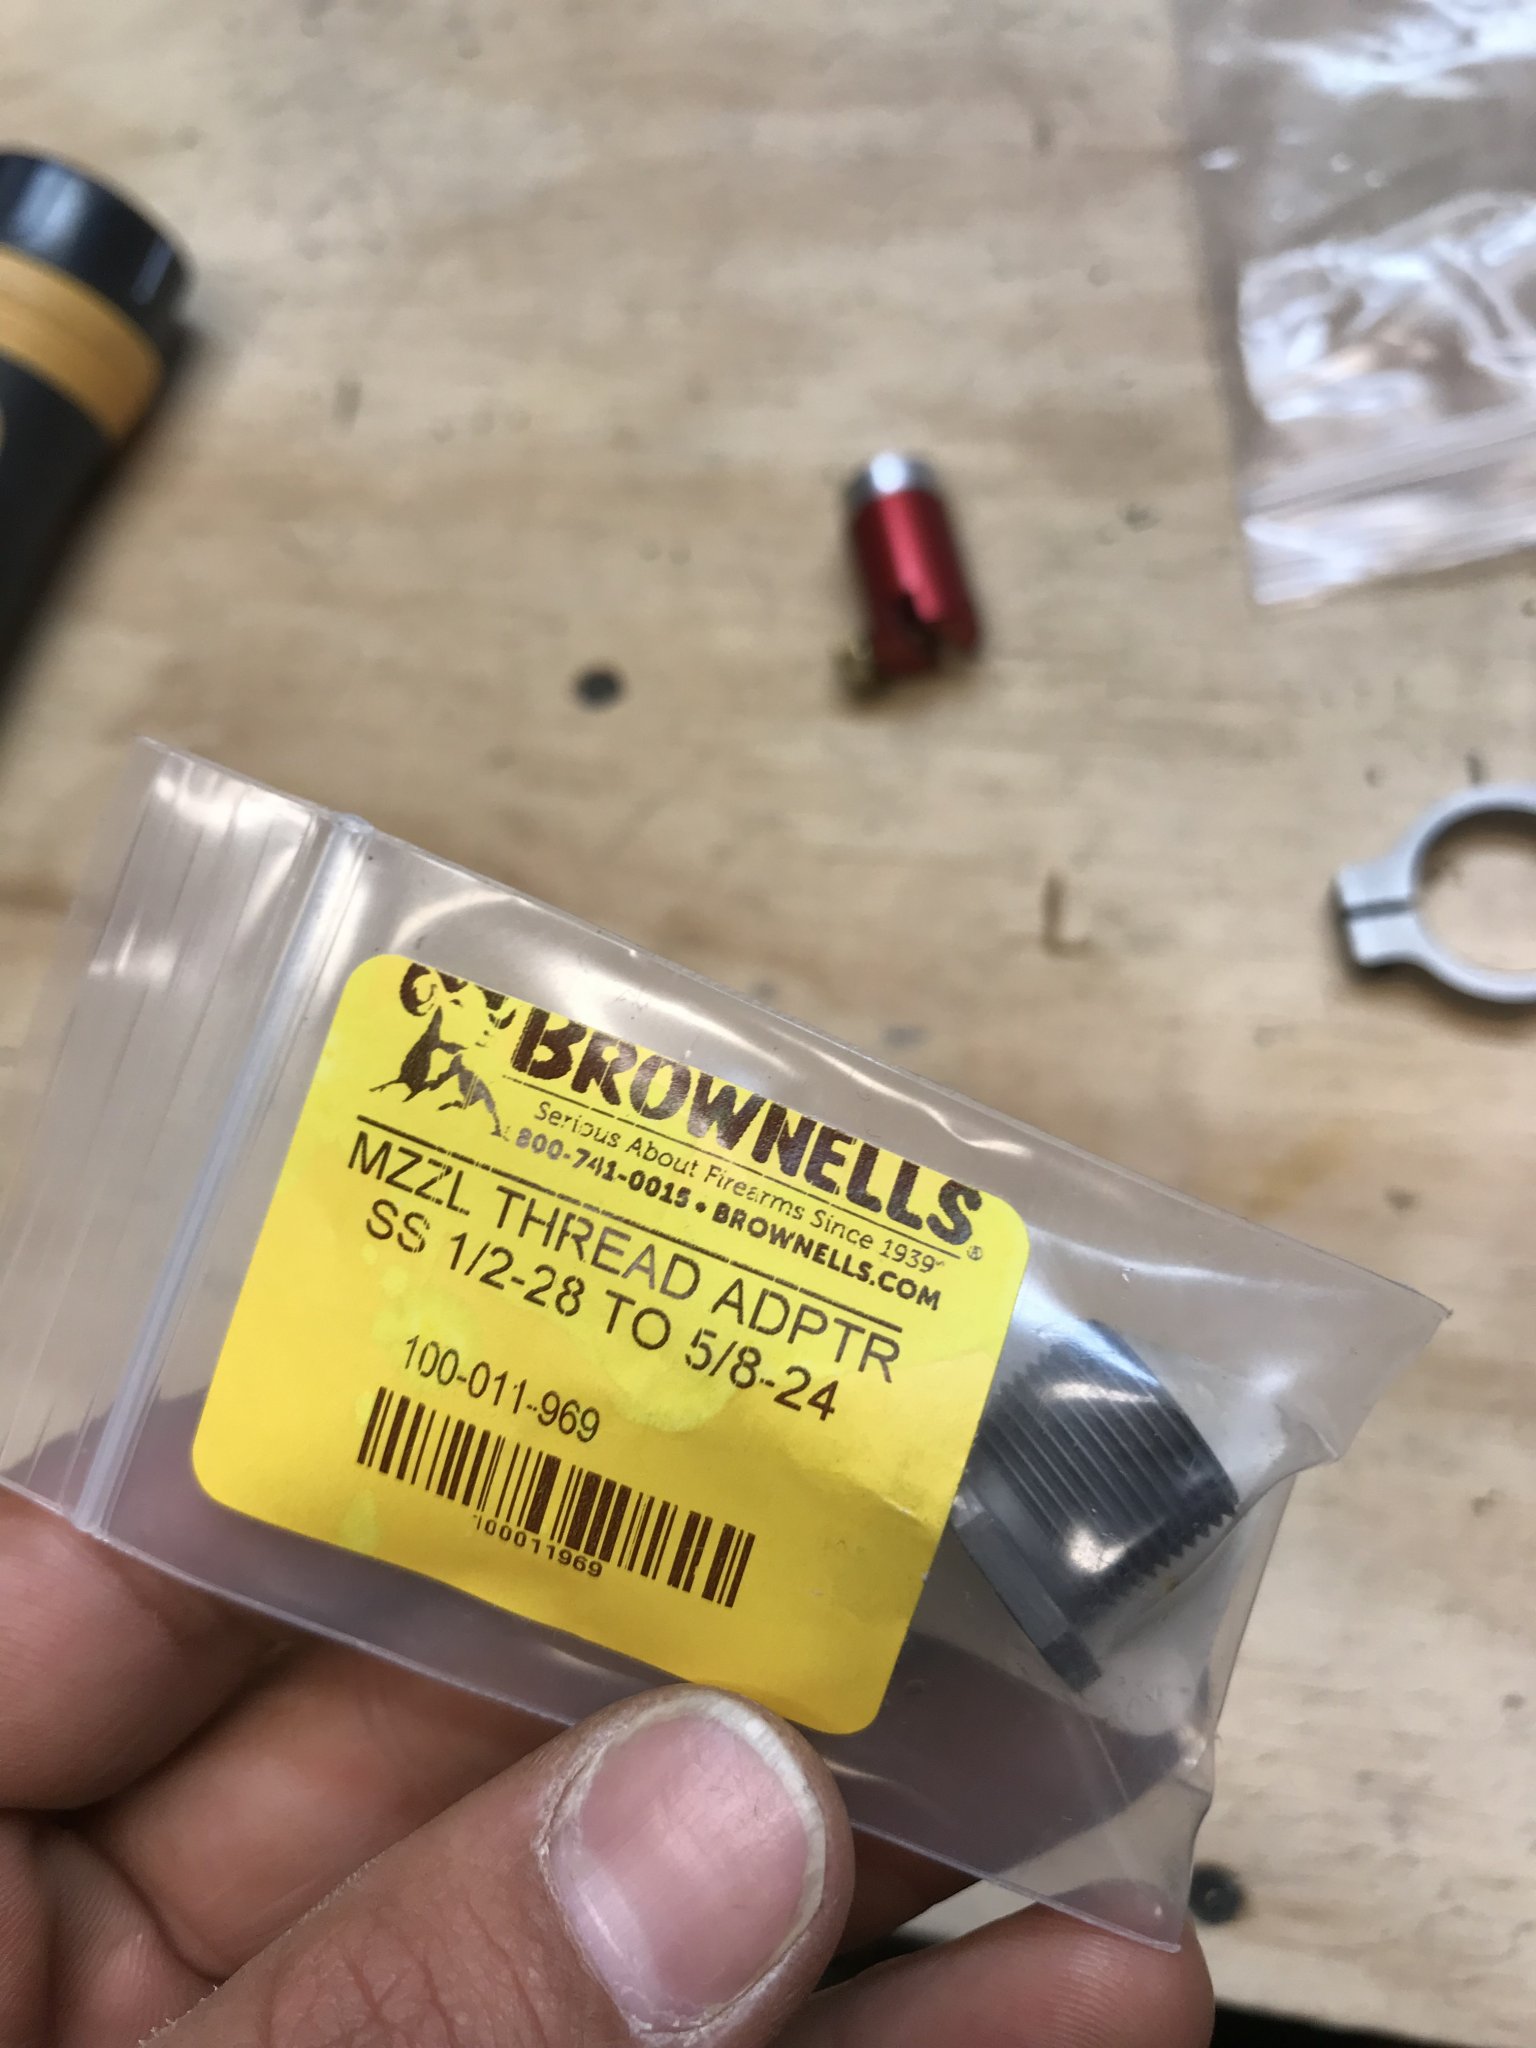 BROWNELLS®
Serious About Firearms Since 1939™
800-741-0015 • BROWNELLS.COM
MZZL THREAD ADPTR
SS 1/2-28 TO 5/8-24
100-011-969
100011969